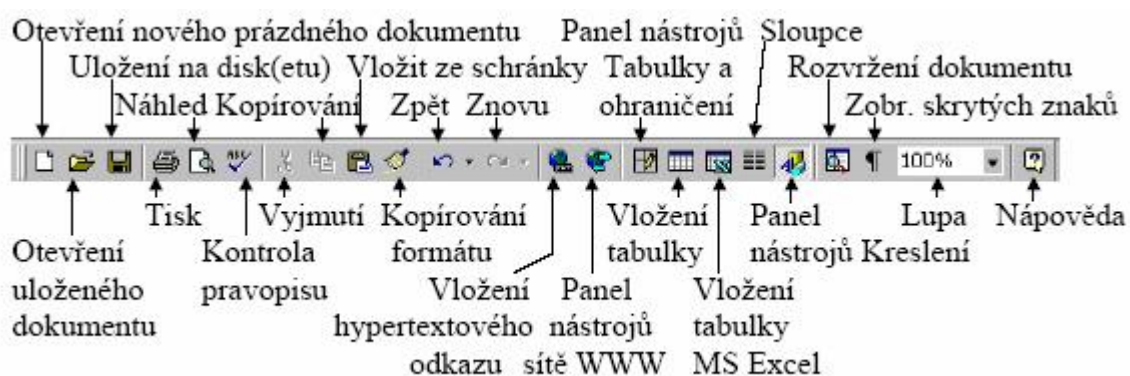 Otevření nového prázdného dokumentu Panel nástrojů Sloupce
Uložení na disk(etu) Vložit ze schránky Tabulky a Rozvržení dokumentu
Náhled Kopírování Zpět Znovu ohraničení Zobr. skrytých znaků
ABC ¶ 100% ?
Tisk Vyjmutí Kopírování Vložení Panel Lupa Nápověda
Otevření Kontrola formátu tabulky nástrojů Kreslení
uloženého pravopisu Vložení Panel Vložení
dokumentu hypertextového nástrojů tabulky
odkazu sítě WWW MS Excel